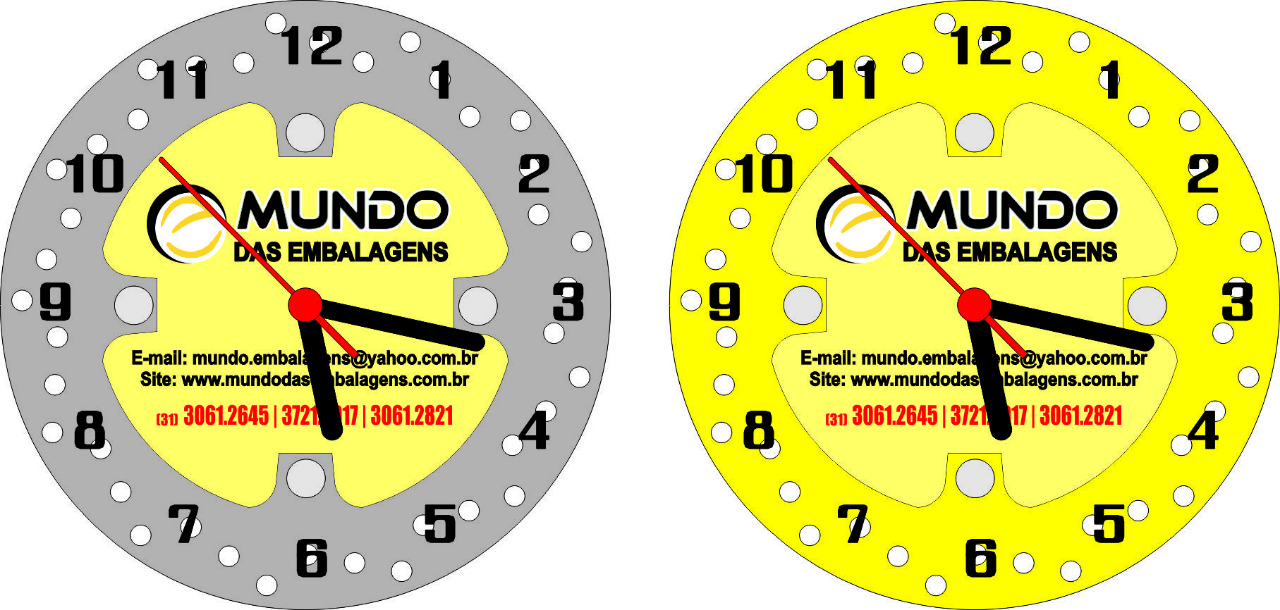 12
11
1
10
2
MUNDO
DAS EMBALAGENS
9
3
E-mail: mundo.embalagens@yahoo.com.br
Site: www.mundodasembalagens.com.br
(31) 3061.2645 | 3061.2821
8
4
7
5
6
12
11
1
10
2
MUNDO
DAS EMBALAGENS
9
3
E-mail: mundo.embalagens@yahoo.com.br
Site: www.mundodasembalagens.com.br
(31) 3061.2645 | 3061.2821
8
4
7
5
6